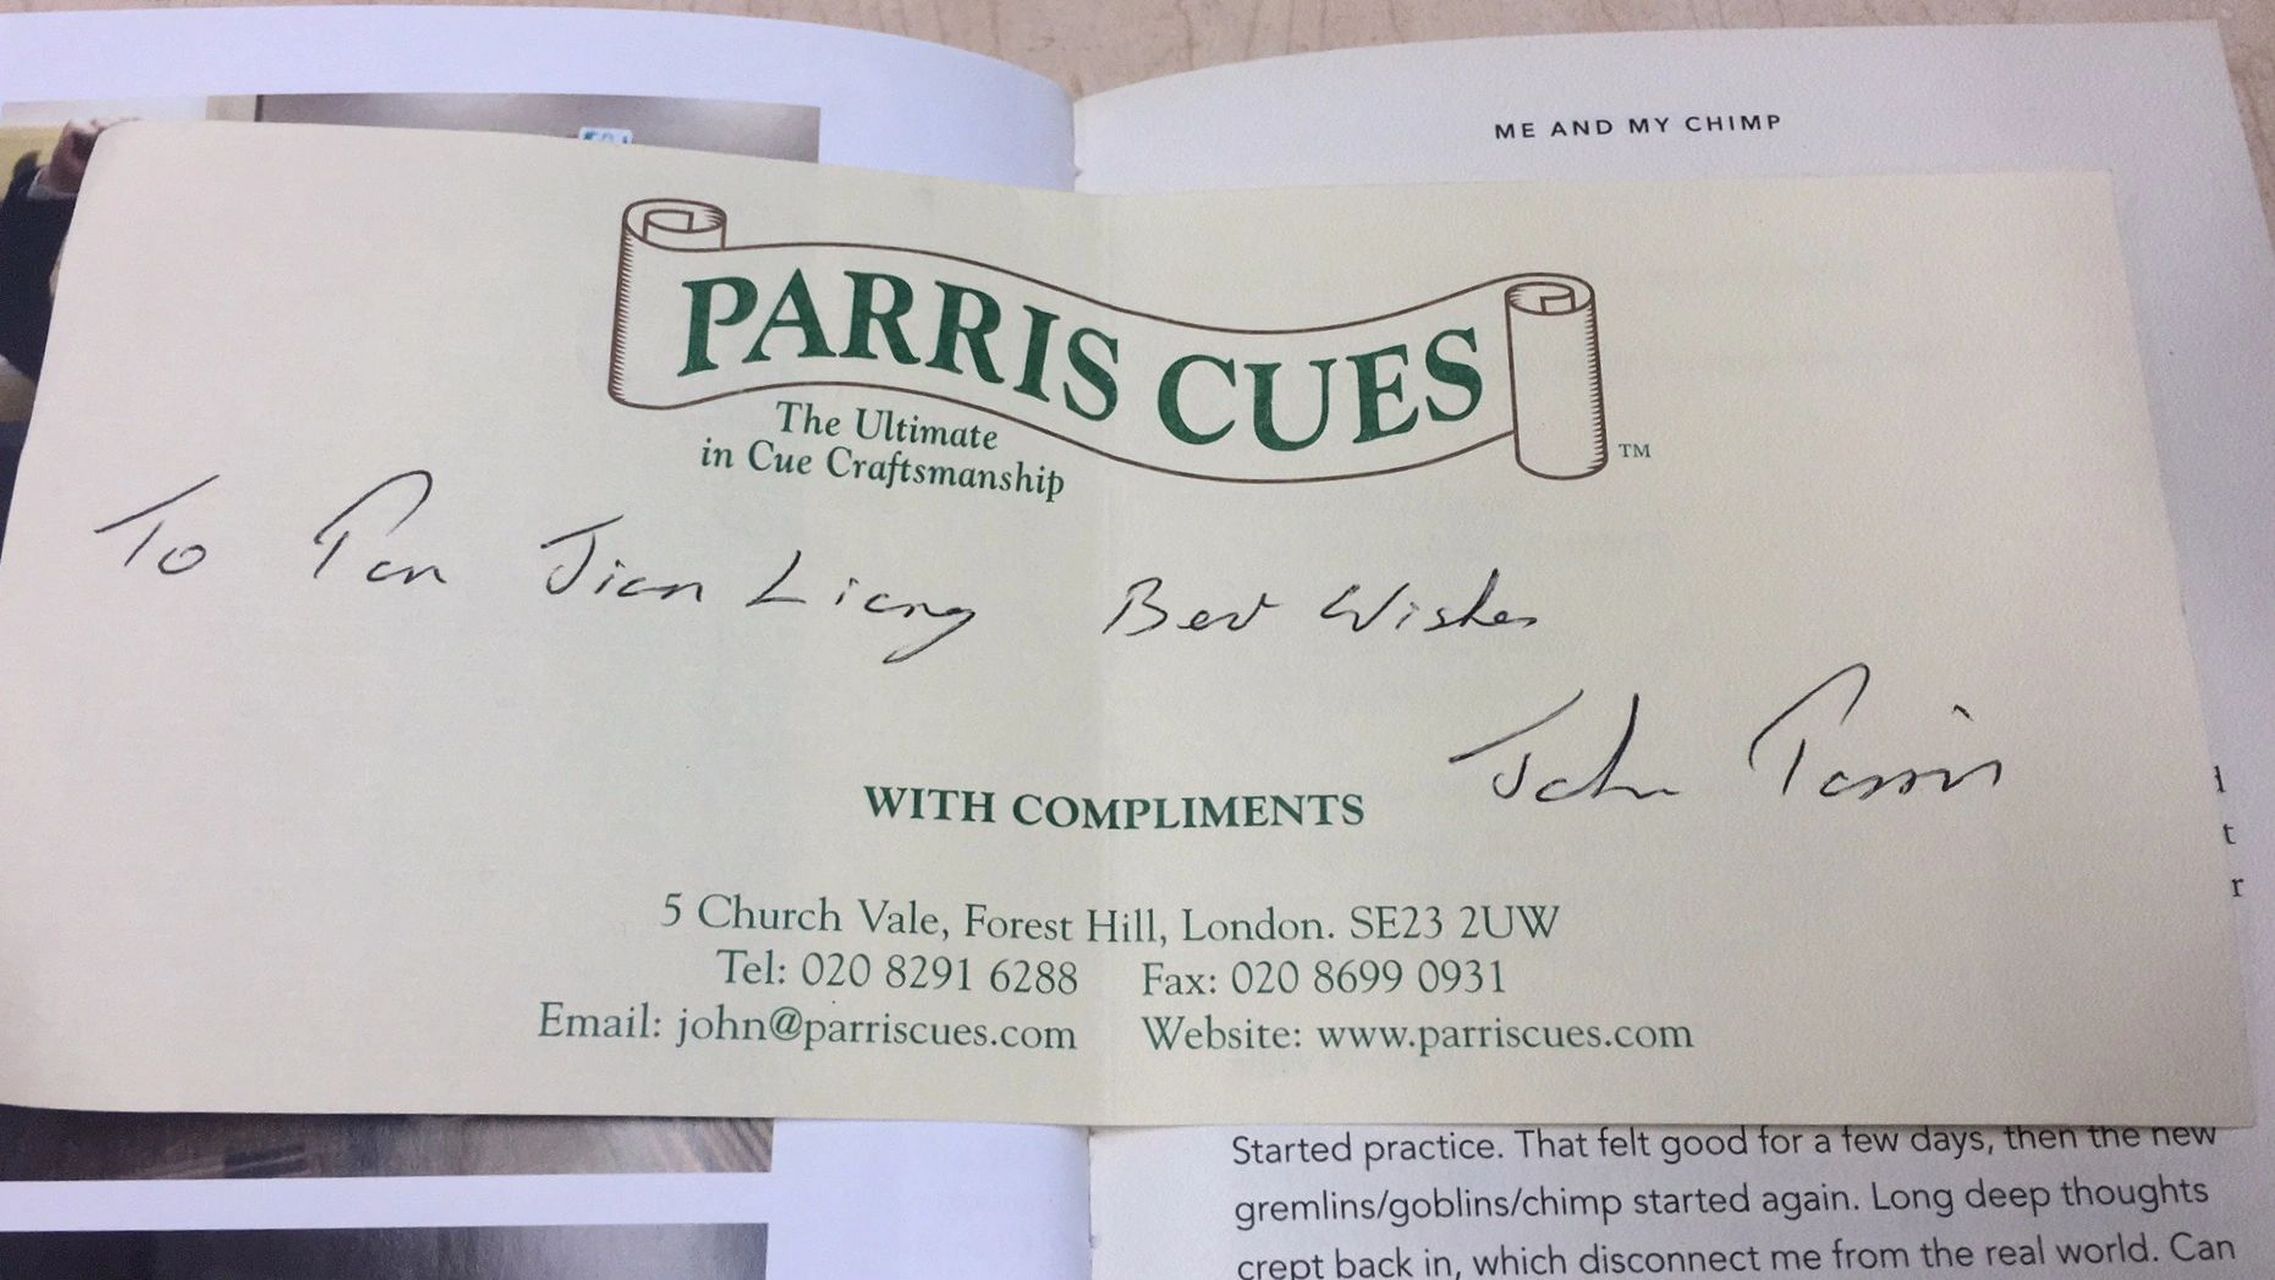 ME AND MY CHIMP
PARRIS CUES
The Ultimate
in Cue Craftsmanship
TM
To Pan Jian Liang Best Wishes
John Parris
WITH COMPLIMENTS
5 Church Vale, Forest Hill, London. SE23 2UW
Tel: 020 8291 6288 Fax: 020 8699 0931
Email: john@parriscues.com Website: www.parriscues.com
l
t
r
Started practice. That felt good for a few days, then the new
gremlins/goblins/chimp started again. Long deep thoughts
crept back in, which disconnect me from the real world. Can